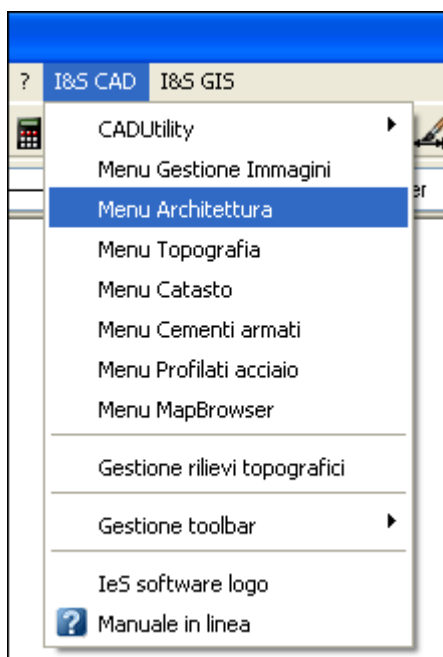 ? I&S CAD I&S GIS
CADUtility
Menu Gestione Immagini
er
Menu Architettura
Menu Topografia
Menu Catasto
Menu Cementi armati
Menu Profilati acciaio
Menu MapBrowser
Gestione rilievi topografici
Gestione toolbar
IeS software logo
? Manuale in linea